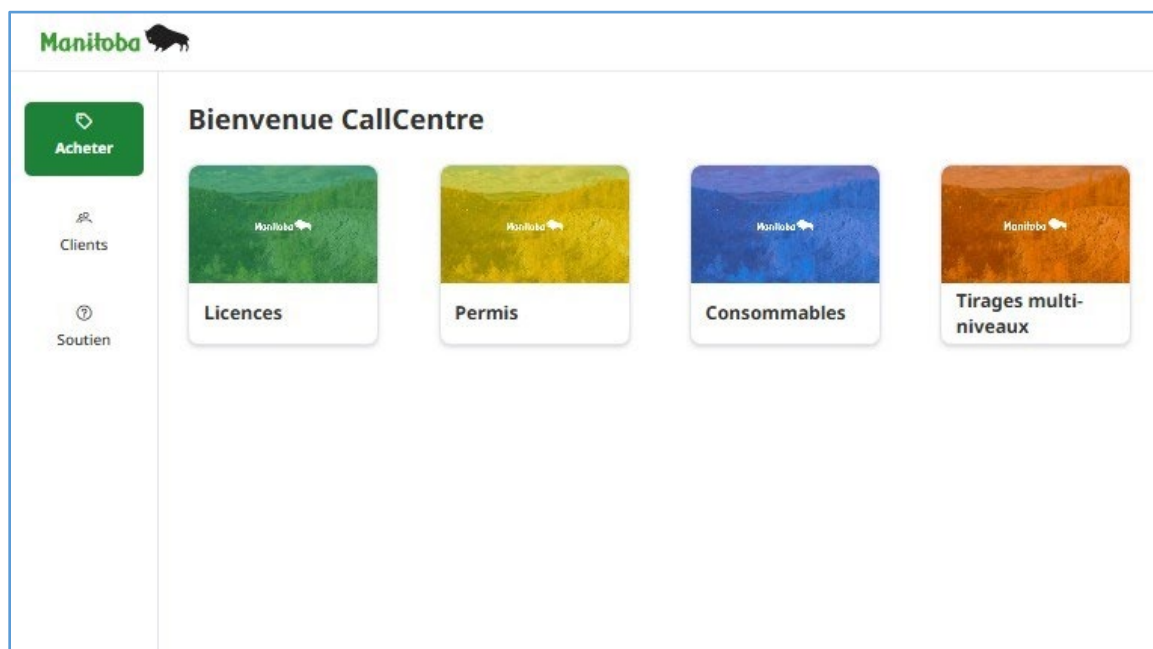 Manitoba
Acheter
Clients
Soutien
Bienvenue CallCentre
Manitoba
Licences
Manitoba
Permis
Manitoba
Consommables
Manitoba
Tirages multi-
niveaux